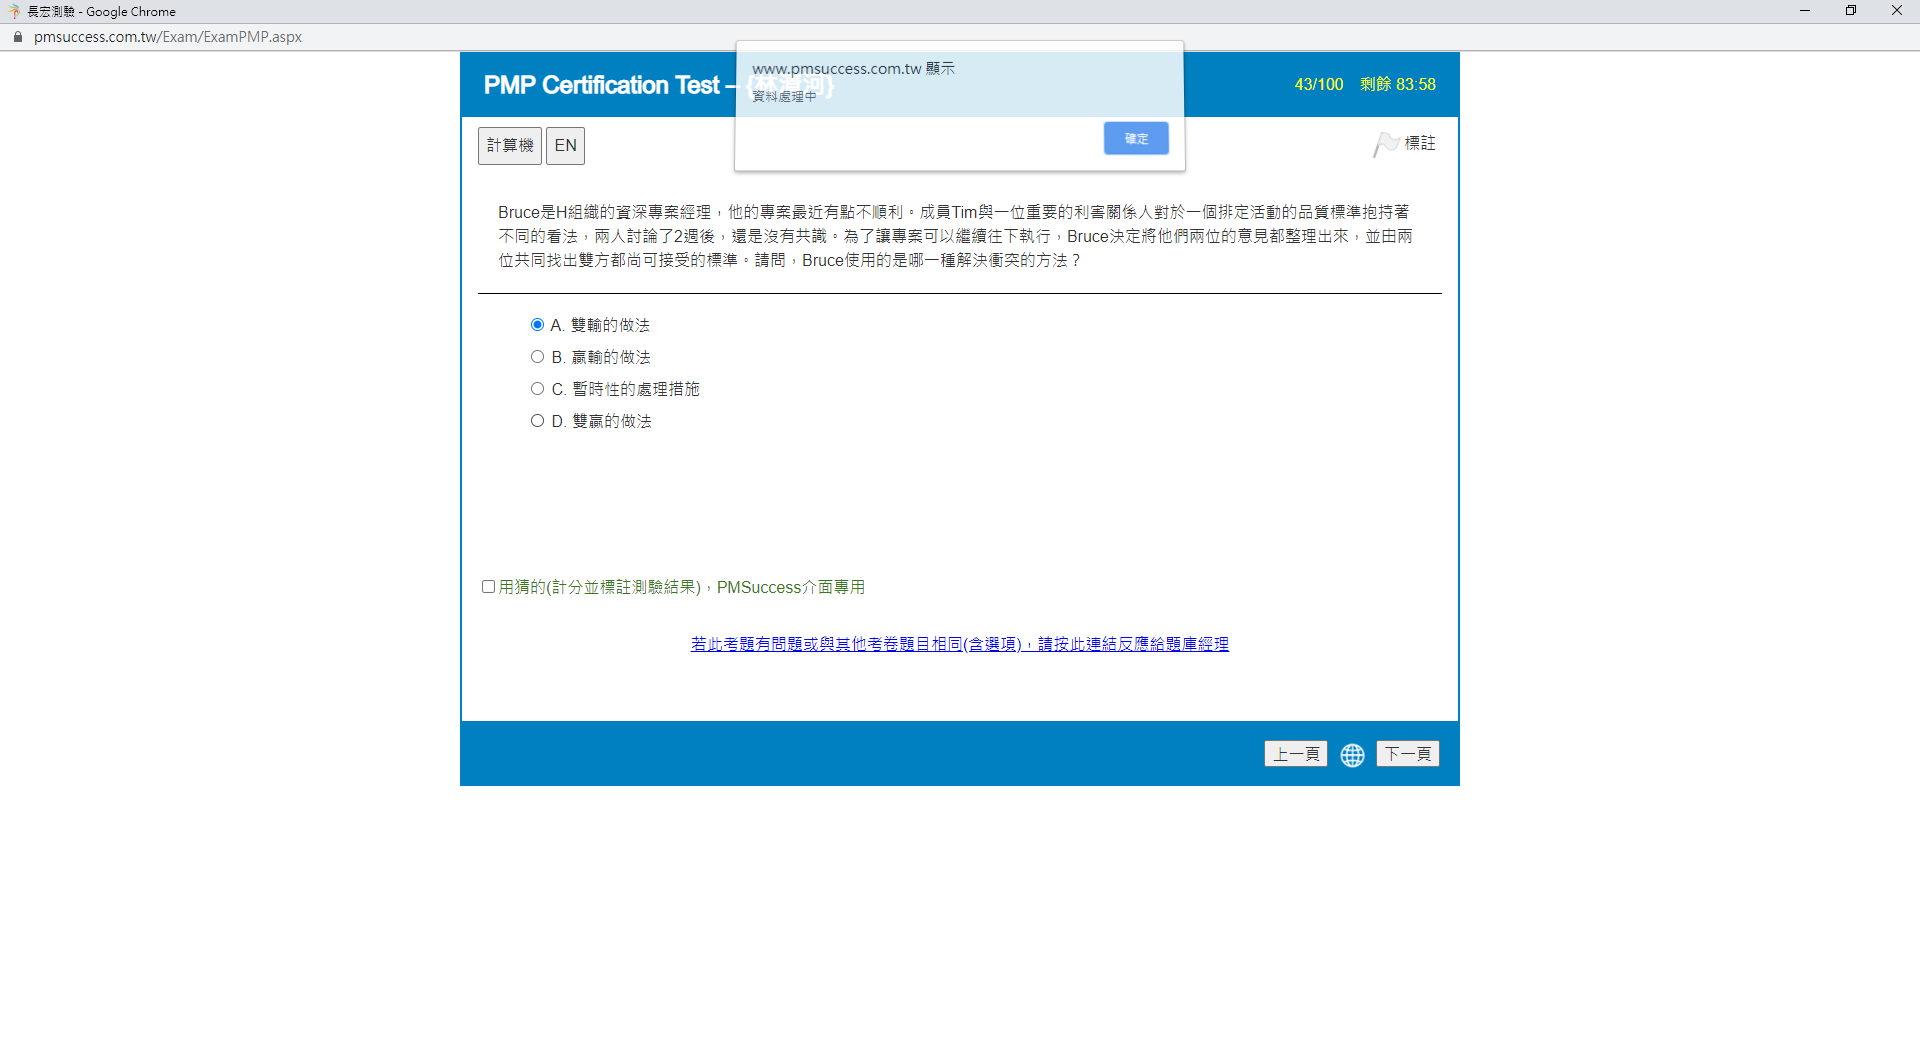 長宏測驗 - Google Chrome
pmsuccess.com.tw/Exam/ExamPMP.aspx
PMP Certification Test – {林清河}
www.pmsuccess.com.tw 顯示
資料處理中
確定
43/100 剩餘 83:58
計算機 EN
標註
Bruce是H組織的資深專案經理，他的專案最近有點不順利。成員Tim與一位重要的利害關係人對於一個排定活動的品質標準抱持著
不同的看法，兩人討論了2週後，還是沒有共識。為了讓專案可以繼續往下執行，Bruce決定將他們兩位的意見都整理出來，並由兩
位共同找出雙方都尚可接受的標準。請問，Bruce使用的是哪一種解決衝突的方法？
A. 雙輸的做法
B. 贏輸的做法
C. 暫時性的處理措施
D. 雙贏的做法
用猜的(計分並標註測驗結果)，PMSuccess介面專用
若此考題有問題或與其他考卷題目相同(含選項)，請按此連結反應給題庫經理
上一頁 下一頁